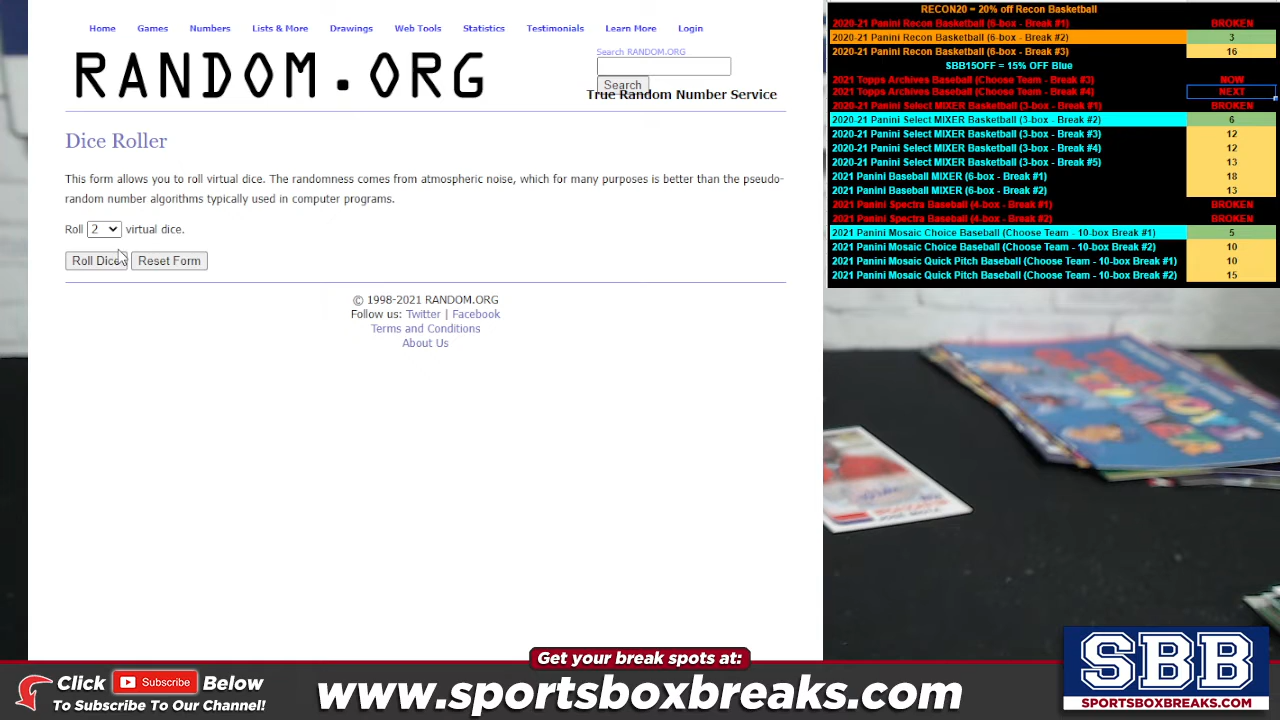 Home Games Numbers Lists & More Drawings Web Tools Statistics Testimonials Learn More Login
Search RANDOM.ORG
RANDOM.ORG
Search
True Random Number Service
Dice Roller
This form allows you to roll virtual dice. The randomness comes from atmospheric noise, which for many purposes is better than the pseudo-
random number algorithms typically used in computer programs.
Roll 2 virtual dice.
Roll Dice Reset Form
© 1998-2021 RANDOM.ORG
Follow us: Twitter | Facebook
Terms and Conditions
About Us
RECON20 = 20% off Recon Basketball
2020-21 Panini Recon Basketball (6-box - Break #1) BROKEN
2020-21 Panini Recon Basketball (6-box - Break #2) 3
2020-21 Panini Recon Basketball (6-box - Break #3) 16
SBB15OFF = 15% OFF Blue
2021 Topps Archives Baseball (Choose Team - Break #3) NOW
2021 Topps Archives Baseball (Choose Team - Break #4) NEXT
2020-21 Panini Select MIXER Basketball (3-box - Break #1) BROKEN
2020-21 Panini Select MIXER Basketball (3-box - Break #2) 6
2020-21 Panini Select MIXER Basketball (3-box - Break #3) 12
2020-21 Panini Select MIXER Basketball (3-box - Break #4) 12
2020-21 Panini Select MIXER Basketball (3-box - Break #5) 13
2021 Panini Baseball MIXER (6-box - Break #1) 18
2021 Panini Baseball MIXER (6-box - Break #2) 13
2021 Panini Spectra Baseball (4-box - Break #1) BROKEN
2021 Panini Spectra Baseball (4-box - Break #2) BROKEN
2021 Panini Mosaic Choice Baseball (Choose Team - 10-box Break #1) 5
2021 Panini Mosaic Choice Baseball (Choose Team - 10-box Break #2) 10
2021 Panini Mosaic Quick Pitch Baseball (Choose Team - 10-box Break #1) 10
2021 Panini Mosaic Quick Pitch Baseball (Choose Team - 10-box Break #2) 15
Get your break spots at:
Click Subscribe Below
To Subscribe To Our Channel!
www.sportsboxbreaks.com
SBB
SPORTSBOXBREAKS.COM